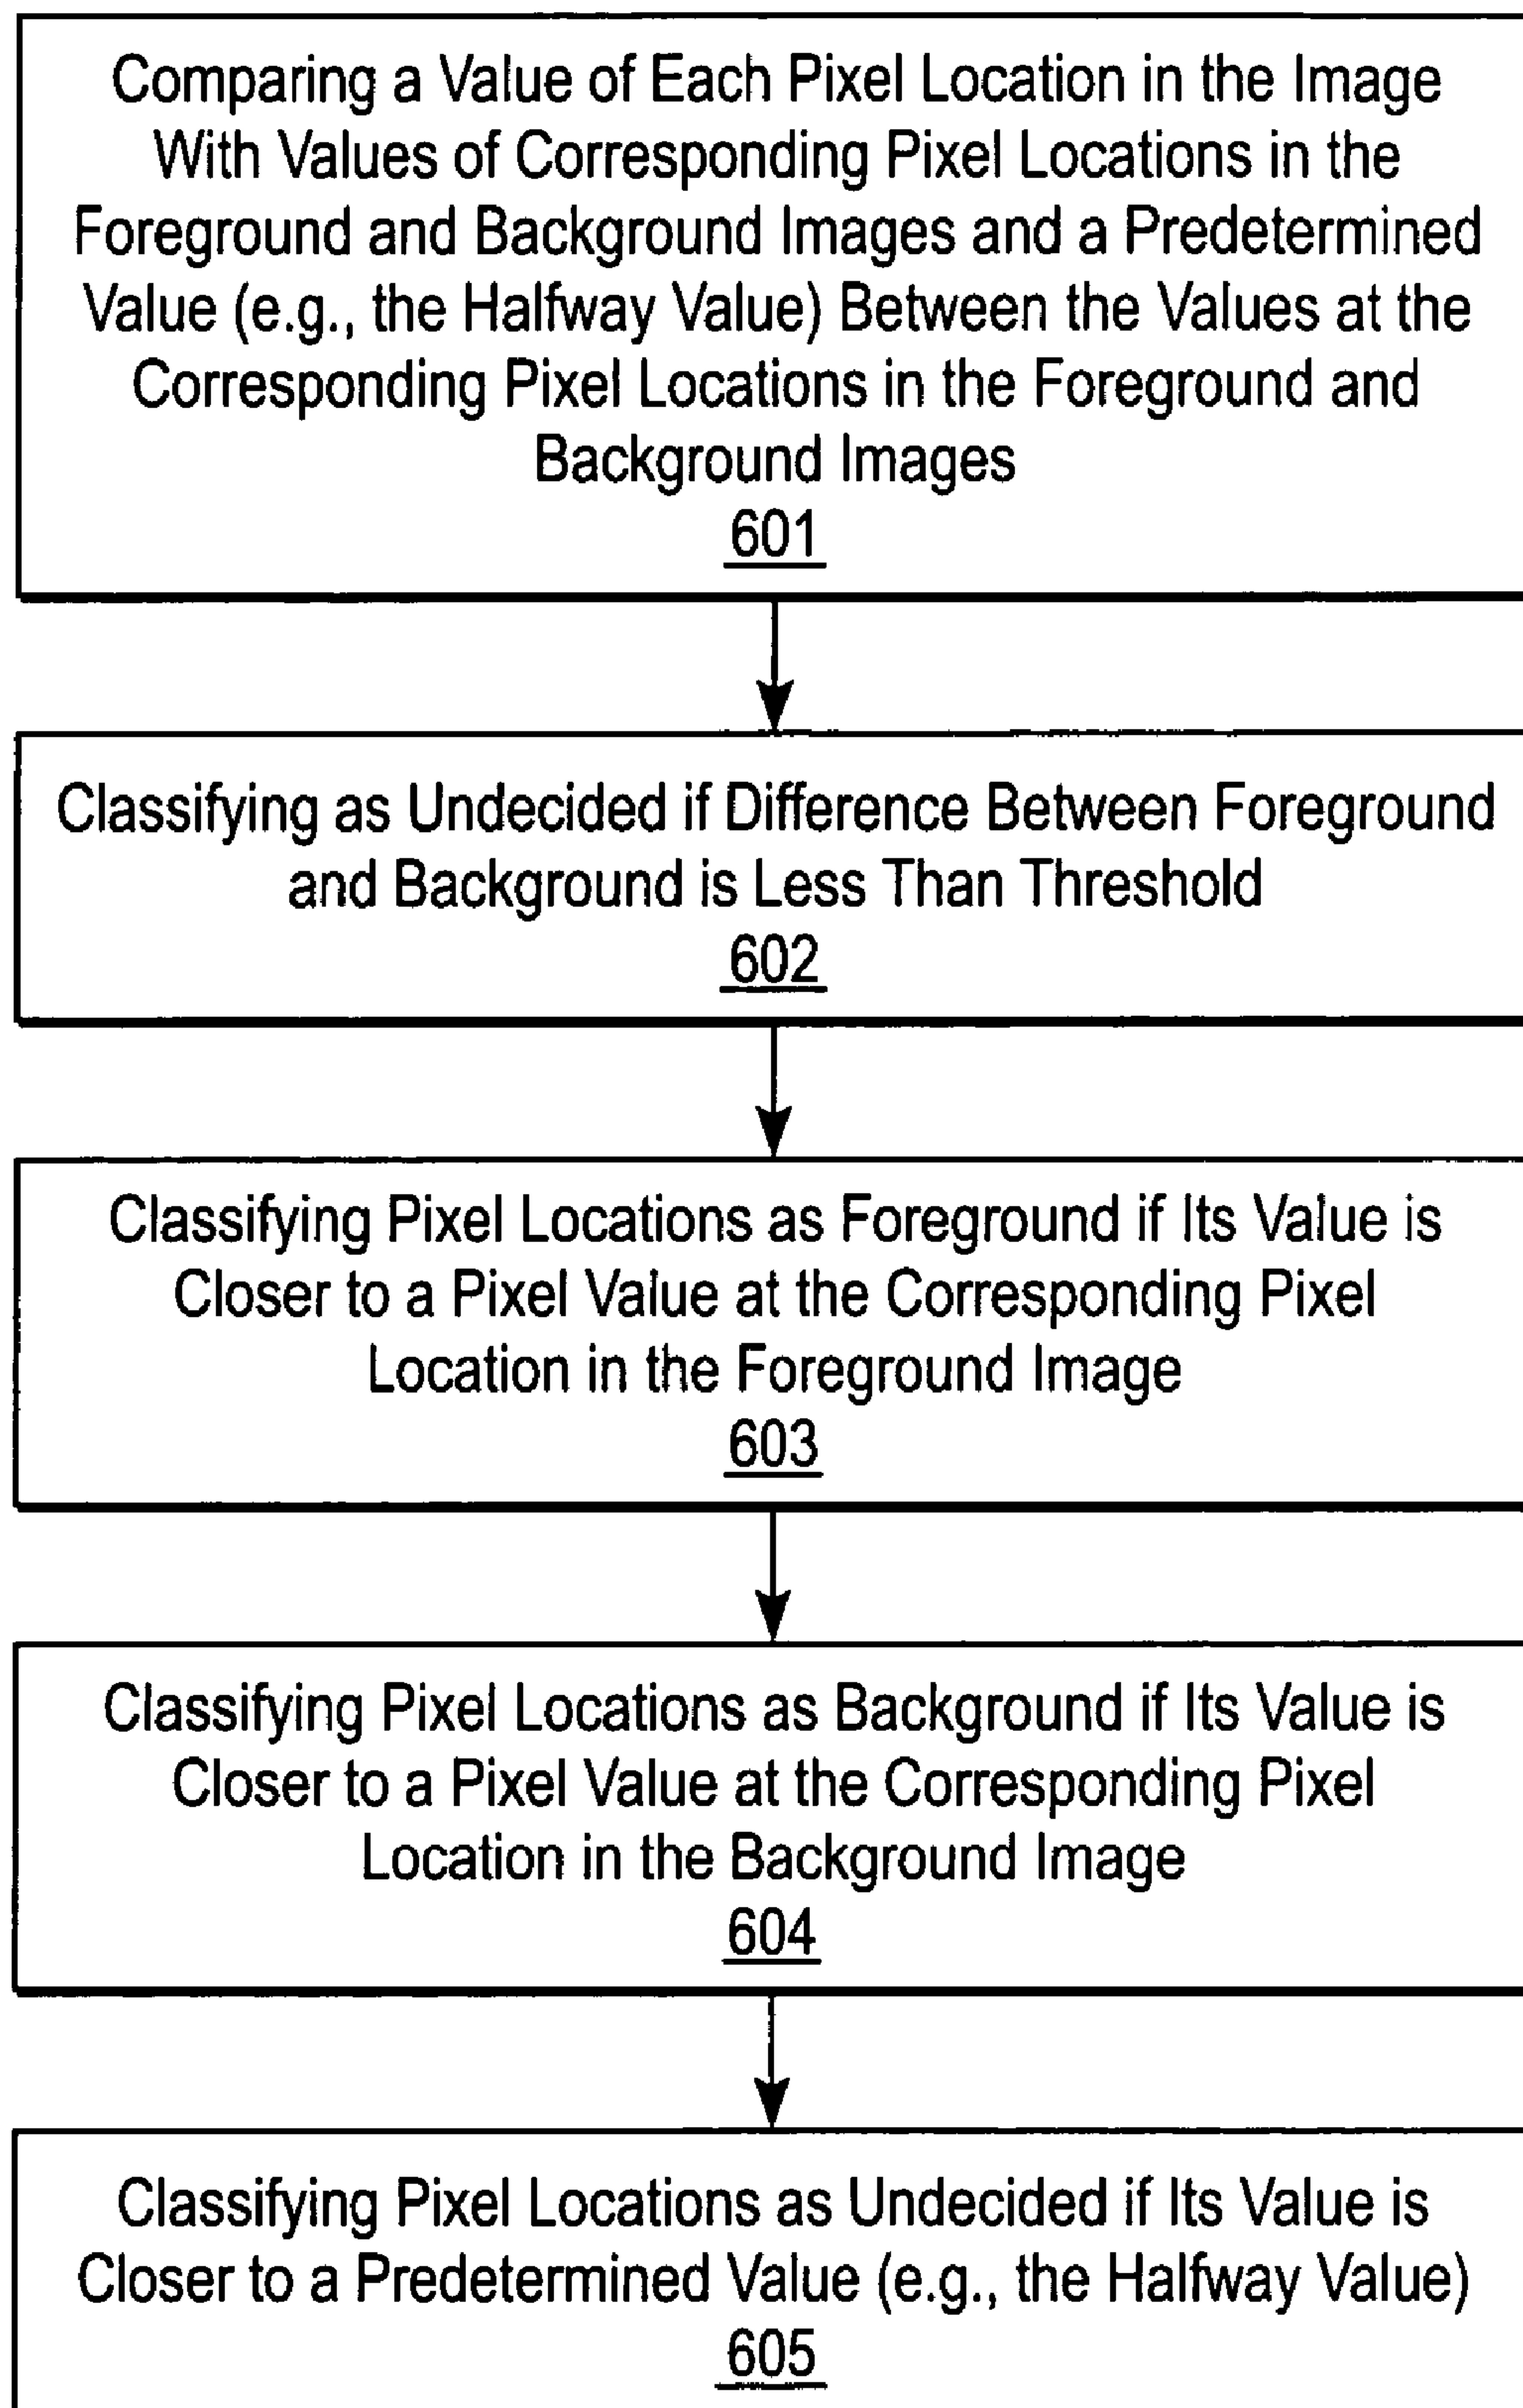 Comparing a Value of Each Pixel Location in the Image
With Values of Corresponding Pixel Locations in the
Foreground and Background Images and a Predetermined
Value (e.g., the Halfway Value) Between the Values at the
Corresponding Pixel Locations in the Foreground and
Background Images
601
Classifying as Undecided if Difference Between Foreground
and Background is Less Than Threshold
602
Classifying Pixel Locations as Foreground if Its Value is
Closer to a Pixel Value at the Corresponding Pixel
Location in the Foreground Image
603
Classifying Pixel Locations as Background if Its Value is
Closer to a Pixel Value at the Corresponding Pixel
Location in the Background Image
604
Classifying Pixel Locations as Undecided if Its Value is
Closer to a Predetermined Value (e.g., the Halfway Value)
605